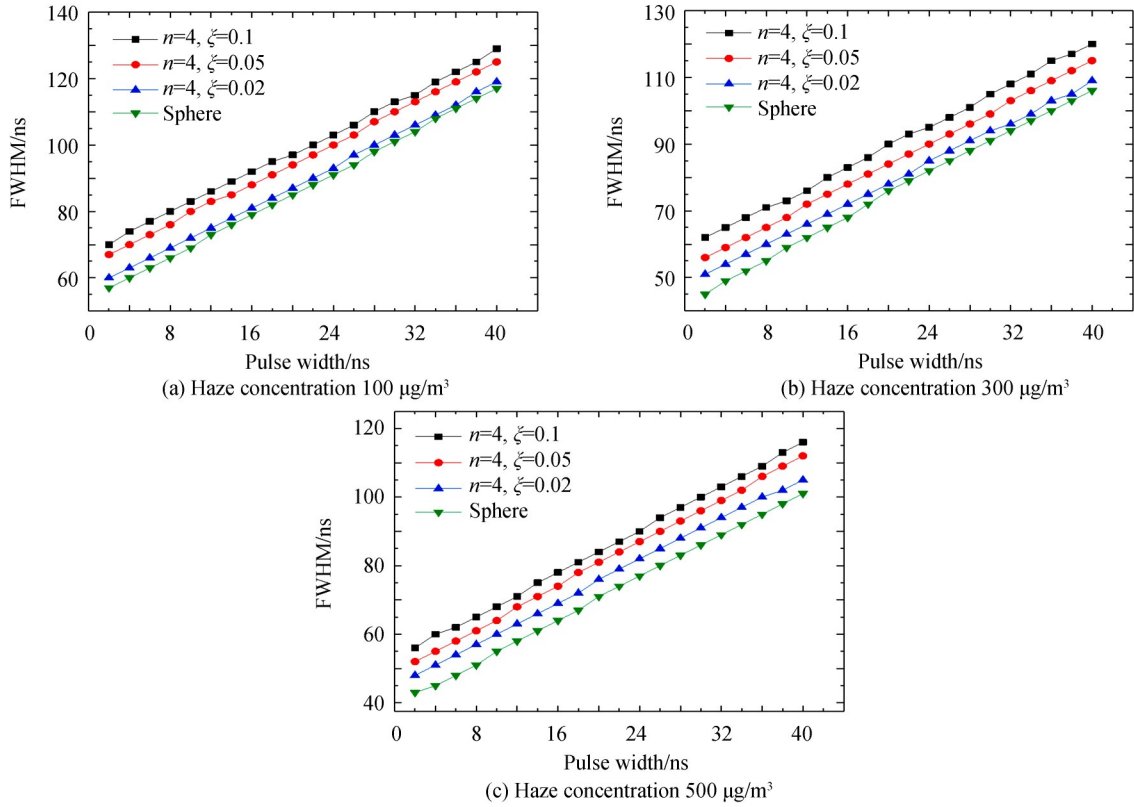 n=4, ξ=0.1
n=4, ξ=0.05
n=4, ξ=0.02
Sphere
FWHM/ns
140
120
100
80
60
0 8 16 24 32 40
Pulse width/ns
(a) Haze concentration 100 μg/m³
n=4, ξ=0.1
n=4, ξ=0.05
n=4, ξ=0.02
Sphere
FWHM/ns
130
110
90
70
50
0 8 16 24 32 40
Pulse width/ns
(b) Haze concentration 300 μg/m³
n=4, ξ=0.1
n=4, ξ=0.05
n=4, ξ=0.02
Sphere
FWHM/ns
120
100
80
60
40
0 8 16 24 32 40
Pulse width/ns
(c) Haze concentration 500 μg/m³